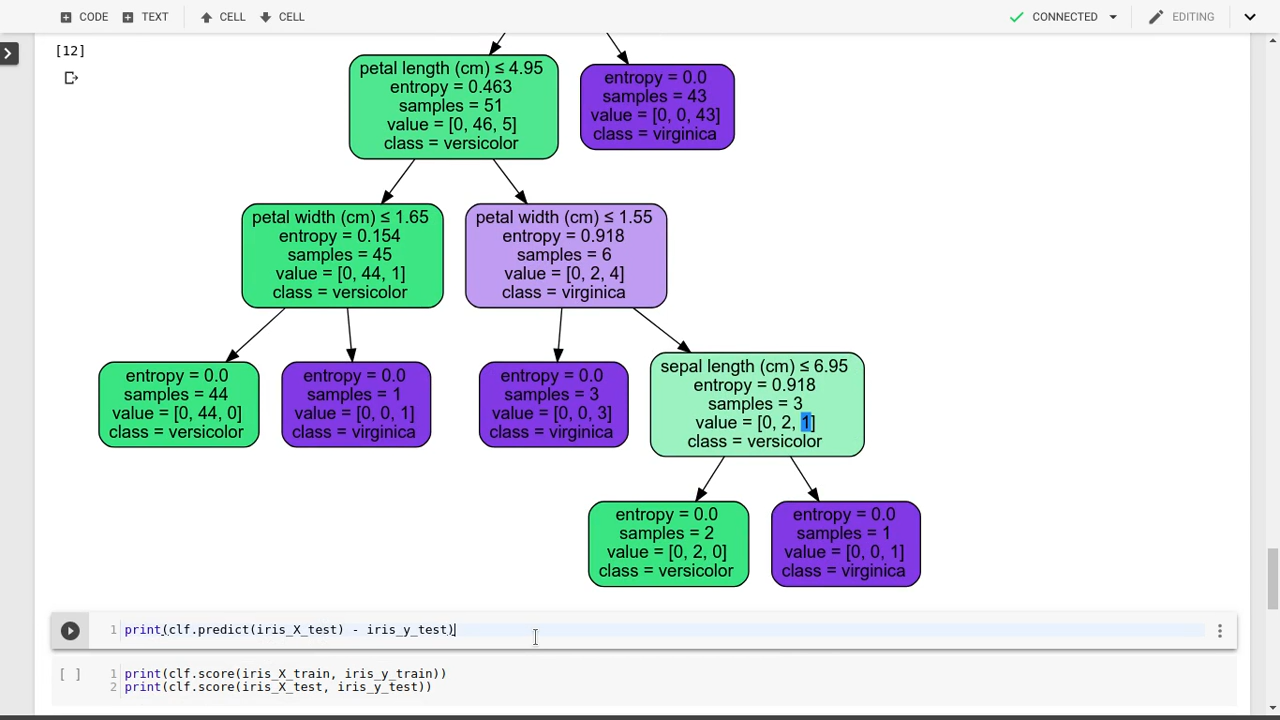 CODE TEXT CELL CELL CONNECTED EDITING
[12]
petal length (cm) ≤ 4.95
entropy = 0.463
samples = 51
value = [0, 46, 5]
class = versicolor
entropy = 0.0
samples = 43
value = [0, 0, 43]
class = virginica
petal width (cm) ≤ 1.65
entropy = 0.154
samples = 45
value = [0, 44, 1]
class = versicolor
petal width (cm) ≤ 1.55
entropy = 0.918
samples = 6
value = [0, 2, 4]
class = virginica
entropy = 0.0
samples = 44
value = [0, 44, 0]
class = versicolor
entropy = 0.0
samples = 1
value = [0, 0, 1]
class = virginica
entropy = 0.0
samples = 3
value = [0, 0, 3]
class = virginica
sepal length (cm) ≤ 6.95
entropy = 0.918
samples = 3
value = [0, 2, 1]
class = versicolor
entropy = 0.0
samples = 2
value = [0, 2, 0]
class = versicolor
entropy = 0.0
samples = 1
value = [0, 0, 1]
class = virginica
1 print(clf.predict(iris_X_test) - iris_y_test)
[ ] 1 print(clf.score(iris_X_train, iris_y_train))
2 print(clf.score(iris_X_test, iris_y_test))